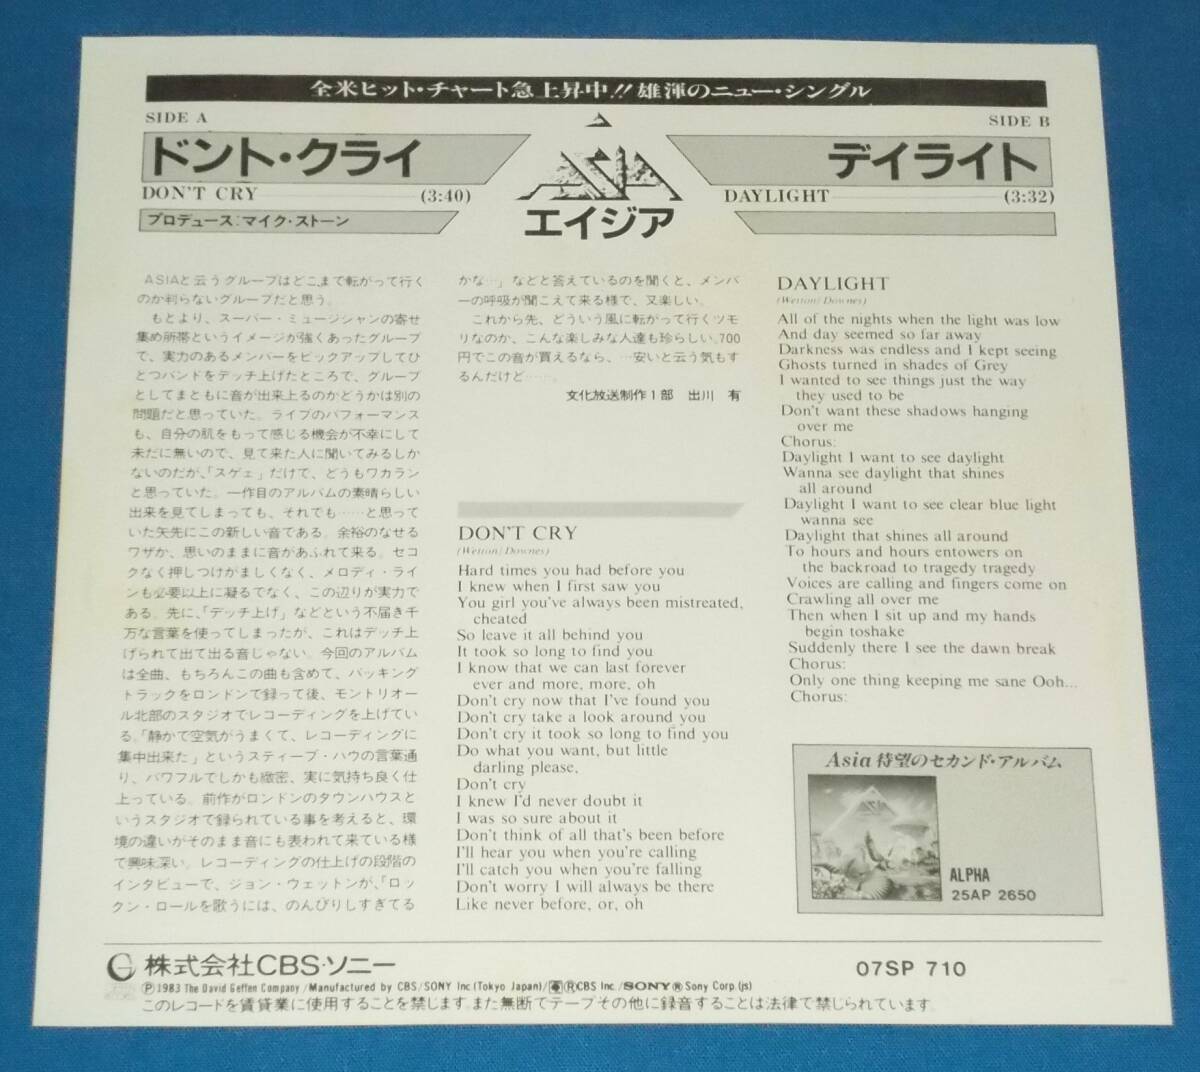 全米ヒット・チャート急上昇中!! 雄渾のニュー・シングル
SIDE A
ドント・クライ
DON'T CRY (3:40)
プロデュース:マイク・ストーン
ASIA
エイジア
SIDE B
デイライト
DAYLIGHT (3:32)
ASIAと云うグループはどこまで転がって行く
のか判らないグループだと思う。
もとより、スーパー・ミュージシャンの寄せ
集め所帯というイメージが強くあったグループ
で、実力のあるメンバーをピックアップしてひ
とつバンドをデッチ上げたところで、グループ
としてまともに音が出来上るのかどうかは別の
問題だと思っていた。ライブのパフォーマンス
も、自分の肌をもって感じる機会が不幸にして
未だに無いので、見て来た人に聞いてみるしか
ないのだが、「スゲェ」だけで、どうもワカラン
と思っていた。一作目のアルバムの素晴らしい
出来を見てしまっても、それでも……と思って
いた矢先にこの新しい音である。余裕のなせる
ワザか、思いのままに音があふれて来る。セコ
クなく押しつけがましくなく、メロディ・ライ
ンも必要以上に凝るでなく、この辺りが実力で
ある。先に、「デッチ上げ」などという不届き千
万な言葉を使ってしまったが、これはデッチ上
げられて出て出る音じゃない。今回のアルバム
は全曲、もちろんこの曲も含めて、バッキング
トラックをロンドンで録って後、モントリオー
ル北部のスタジオでレコーディングを上げてい
る。「静かで空気がうまくて、レコーディングに
集中出来た」というスティーブ・ハウの言葉通
り、パワフルでしかも緻密、実に気持ち良く仕
上っている。前作がロンドンのタウンハウスと
いうスタジオで録られている事を考えると、環
境の違いがそのまま音にも表われて来ている様
で興味深い。レコーディングの仕上げの段階の
インタビューで、ジョン・ウェットンが、「ロッ
クン・ロールを歌うには、のんびりしすぎてる
かな…」などと答えているのを聞くと、メンバ
ーの呼吸が聞こえて来る様で、又楽しい。
これから先、どういう風に転がって行くツモ
リなのか、こんな楽しみな人達も珍らしい。700
円でこの音が買えるなら、…安いと云う気もす
るんだけど……。
文化放送制作1部 出川 有
DON'T CRY
(Wetton/Downes)
Hard times you had before you
I knew when I first saw you
You girl you've always been mistreated,
cheated
So leave it all behind you
It took so long to find you
I know that we can last forever
ever and more, more, oh
Don't cry now that I've found you
Don't cry take a look around you
Don't cry it took so long to find you
Do what you want, but little
darling please,
Don't cry
I knew I'd never doubt it
I was so sure about it
Don't think of all that's been before
I'll hear you when you're calling
I'll catch you when you're falling
Don't worry I will always be there
Like never before, or, oh
DAYLIGHT
(Wetton/Downes)
All of the nights when the light was low
And day seemed so far away
Darkness was endless and I kept seeing
Ghosts turned in shades of Grey
I wanted to see things just the way
they used to be
Don't want these shadows hanging
over me
Chorus:
Daylight I want to see daylight
Wanna see daylight that shines
all around
Daylight I want to see clear blue light
wanna see
Daylight that shines all around
To hours and hours entowers on
the backroad to tragedy tragedy
Voices are calling and fingers come on
Crawling all over me
Then when I sit up and my hands
begin toshake
Suddenly there I see the dawn break
Chorus:
Only one thing keeping me sane Ooh...
Chorus:
Asia 待望のセカンド・アルバム
ALPHA
25AP 2650
株式会社CBS・ソニー
07SP 710
Ⓟ1983 The David Geffen Company /Manufactured by CBS/SONY Inc (Tokyo Japan)/ ®CBS Inc./SONY® Sony Corp.(js)
このレコードを賃貸業に使用することを禁じます。また無断でテープその他に録音することは法律で禁じられています。